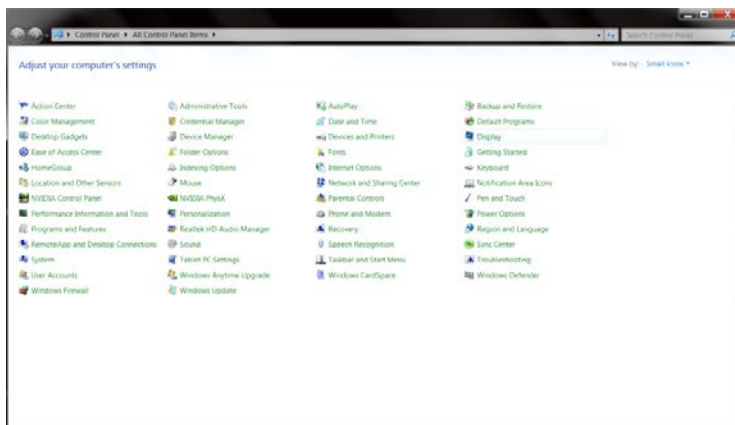 Control Panel All Control Panel Items
Search Control Panel
Adjust your computer's settings
View by: Small icons
Action Center Administrative Tools AutoPlay Backup and Restore
Color Management Credential Manager Date and Time Default Programs
Desktop Gadgets Device Manager Devices and Printers Display
Ease of Access Center Folder Options Fonts Getting Started
HomeGroup Indexing Options Internet Options Keyboard
Location and Other Sensors Mouse Network and Sharing Center Notification Area Icons
NVIDIA Control Panel NVIDIA PhysX Parental Controls Pen and Touch
Performance Information and Tools Personalization Phone and Modem Power Options
Programs and Features Realtek HD Audio Manager Recovery Region and Language
RemoteApp and Desktop Connections Sound Speech Recognition Sync Center
System Tablet PC Settings Taskbar and Start Menu Troubleshooting
User Accounts Windows Anytime Upgrade Windows CardSpace Windows Defender
Windows Firewall Windows Update